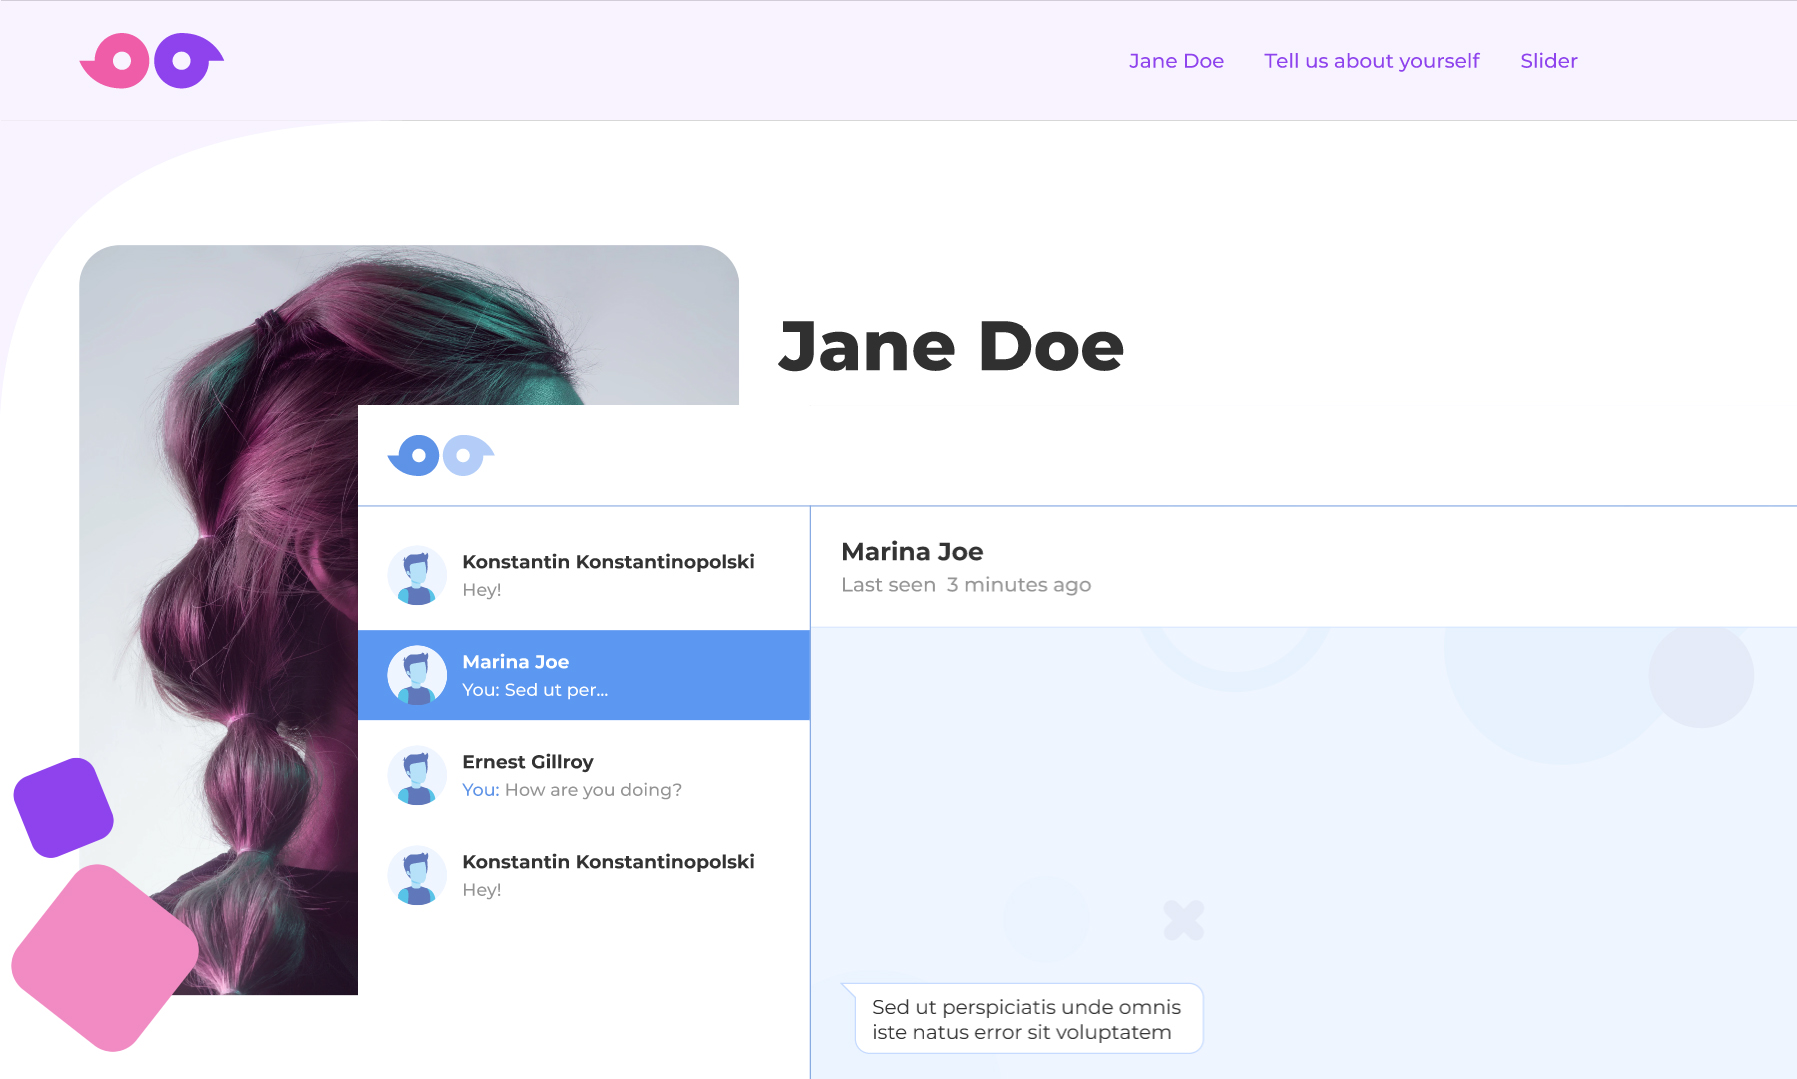 Jane Doe
Tell us about yourself
Slider
Jane Doe
Konstantin Konstantinopolski
Hey!
Marina Joe
You: Sed ut per...
Ernest Gillroy
You: How are you doing?
Konstantin Konstantinopolski
Hey!
Marina Joe
Last seen 3 minutes ago
Sed ut perspiciatis unde omnis
iste natus error sit voluptatem